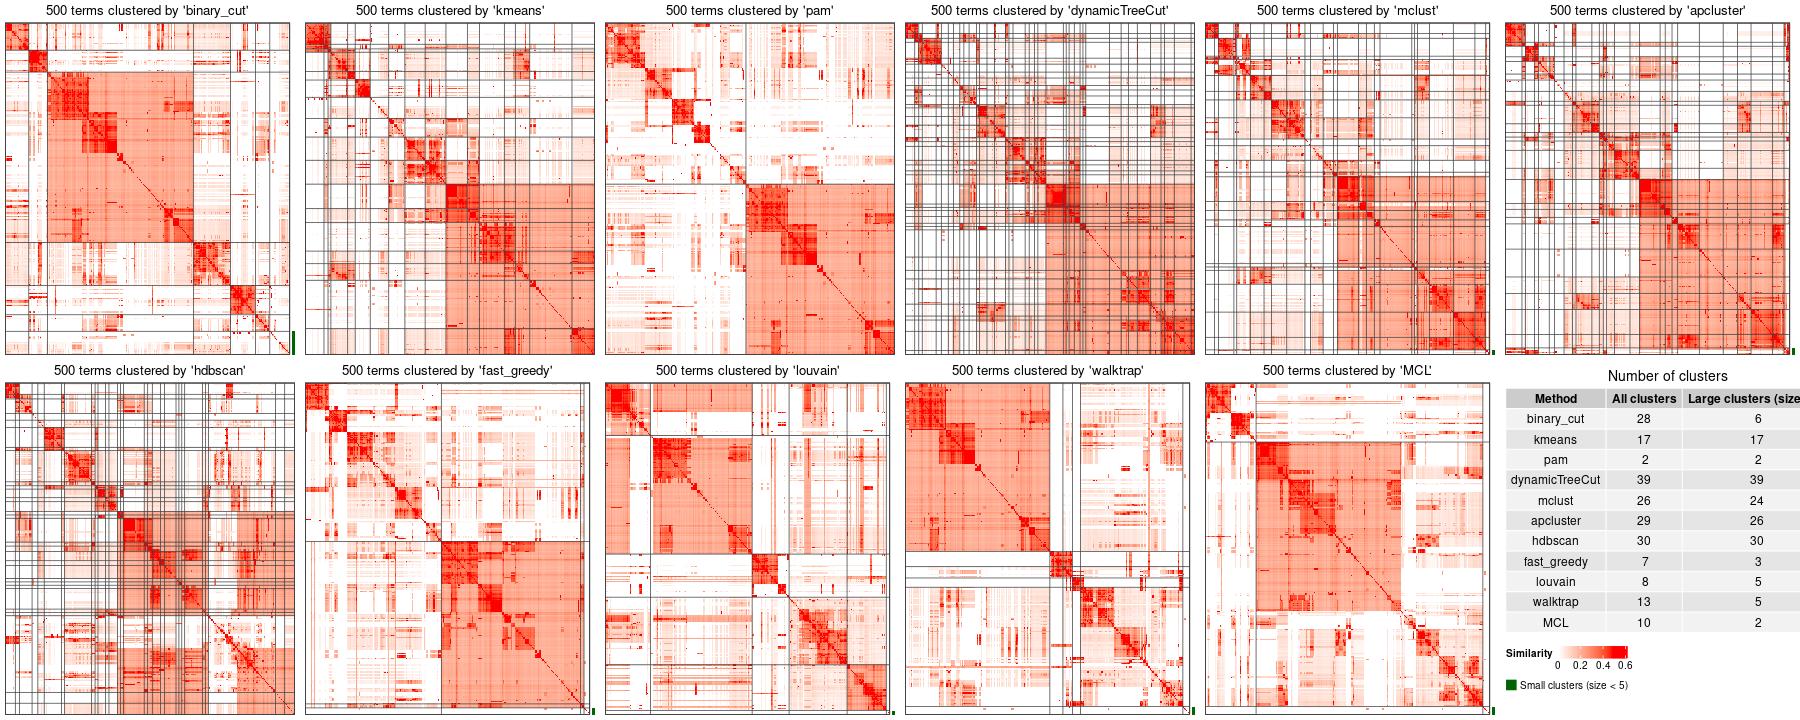 500 terms clustered by 'binary_cut'
500 terms clustered by 'kmeans'
500 terms clustered by 'pam'
500 terms clustered by 'dynamicTreeCut'
500 terms clustered by 'mclust'
500 terms clustered by 'apcluster'
500 terms clustered by 'hdbscan'
500 terms clustered by 'fast_greedy'
500 terms clustered by 'louvain'
500 terms clustered by 'walktrap'
500 terms clustered by 'MCL'
Number of clusters
Method All clusters Large clusters (size
binary_cut 28 6
kmeans 17 17
pam 2 2
dynamicTreeCut 39 39
mclust 26 24
apcluster 29 26
hdbscan 30 30
fast_greedy 7 3
louvain 8 5
walktrap 13 5
MCL 10 2
Similarity
0 0.2 0.4 0.6
Small clusters (size < 5)